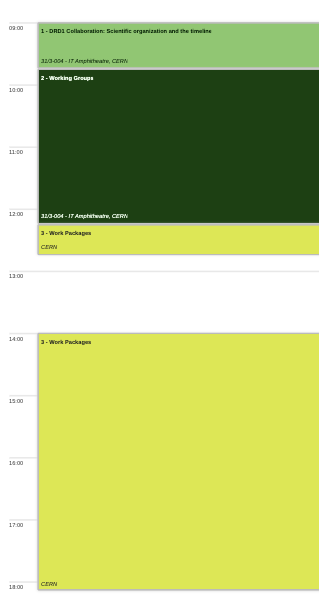 09:00
1 - DRD1 Collaboration: Scientific organization and the timeline
31/3-004 - IT Amphitheatre, CERN
2 - Working Groups
10:00
11:00
12:00
31/3-004 - IT Amphitheatre, CERN
3 - Work Packages
CERN
13:00
14:00
3 - Work Packages
15:00
16:00
17:00
18:00
CERN